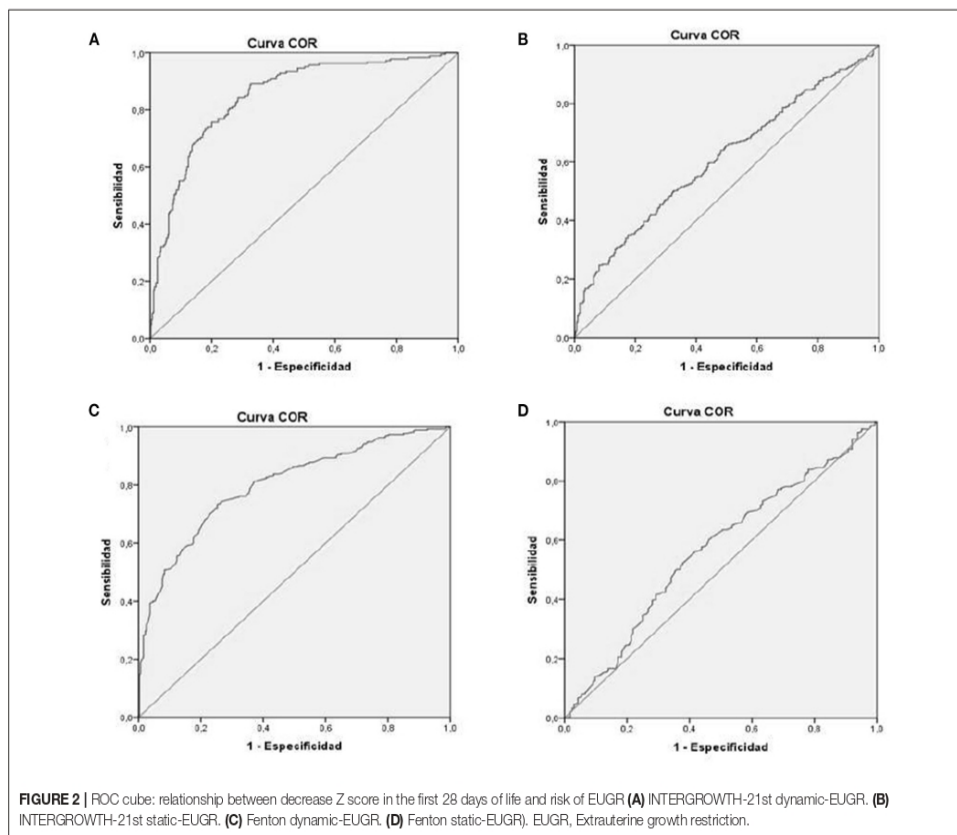 A
Curva COR
1,0
0,8
0,6
0,4
0,2
0,0
Sensibilidad
0,0 0,2 0,4 0,6 0,8 1,0
1 - Especificidad
B
Curva COR
1,0
0,8
0,6
0,4
0,2
0,0
Sensibilidad
0,0 0,2 0,4 0,6 0,8 1,0
1 - Especificidad
C
Curva COR
1,0
0,8
0,6
0,4
0,2
0,0
Sensibilidad
0,0 0,2 0,4 0,6 0,8 1,0
1 - Especificidad
D
Curva COR
1,0
0,8
0,6
0,4
0,2
0,0
Sensibilidad
0,0 0,2 0,4 0,6 0,8 1,0
1 - Especificidad
FIGURE 2 | ROC cube: relationship between decrease Z score in the first 28 days of life and risk of EUGR (A) INTERGROWTH-21st dynamic-EUGR. (B)
INTERGROWTH-21st static-EUGR. (C) Fenton dynamic-EUGR. (D) Fenton static-EUGR). EUGR, Extrauterine growth restriction.